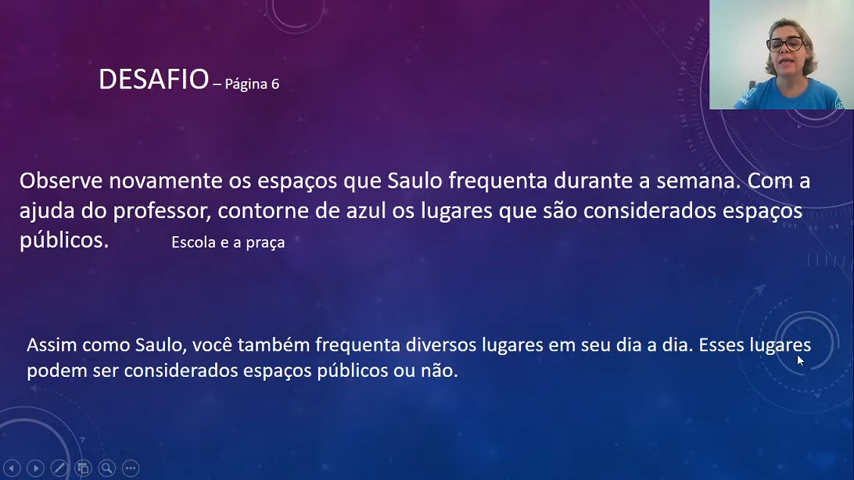 DESAFIO – Página 6
Observe novamente os espaços que Saulo frequenta durante a semana. Com a
ajuda do professor, contorne de azul os lugares que são considerados espaços
públicos. Escola e a praça
Assim como Saulo, você também frequenta diversos lugares em seu dia a dia. Esses lugares
podem ser considerados espaços públicos ou não.